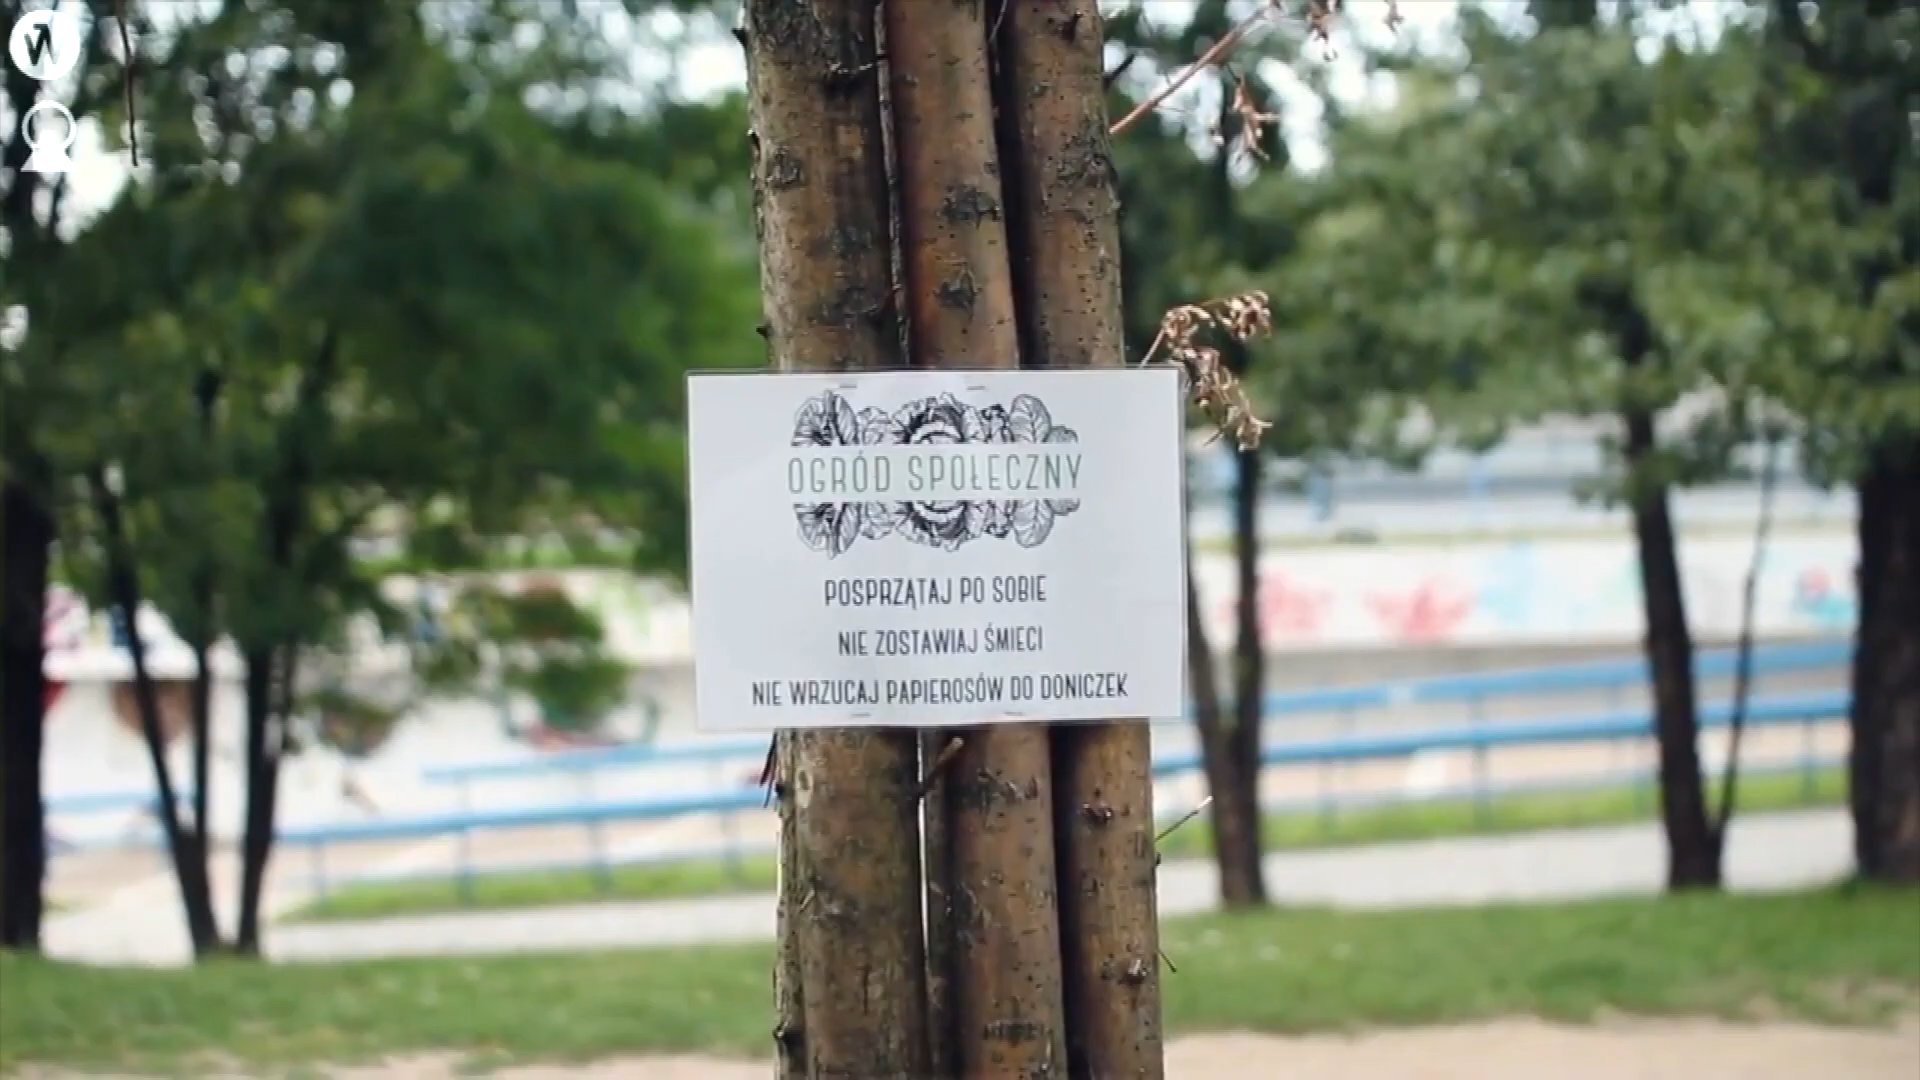 W
OGRÓD SPOŁECZNY
POSPRZĄTAJ PO SOBIE
NIE ZOSTAWIAJ ŚMIECI
NIE WRZUCAJ PAPIEROSÓW DO DONICZEK